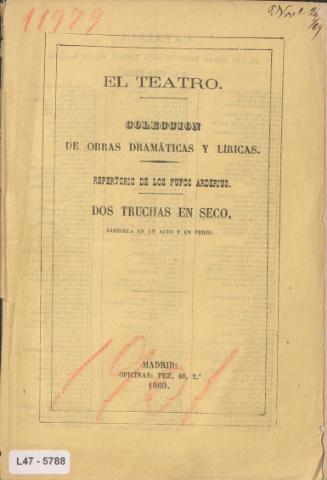 11979
EL TEATRO.
COLECCION
DE OBRAS DRAMÁTICAS Y LÍRICAS.
REPERTORIO DE LOS BUFOS ARDERIUS.
DOS TRUCHAS EN SECO,
ZARZUELA EN UN ACTO Y EN VERSO.
MADRID:
OFICINAS: PEZ, 40, 2.º
1869.
L47 - 5788